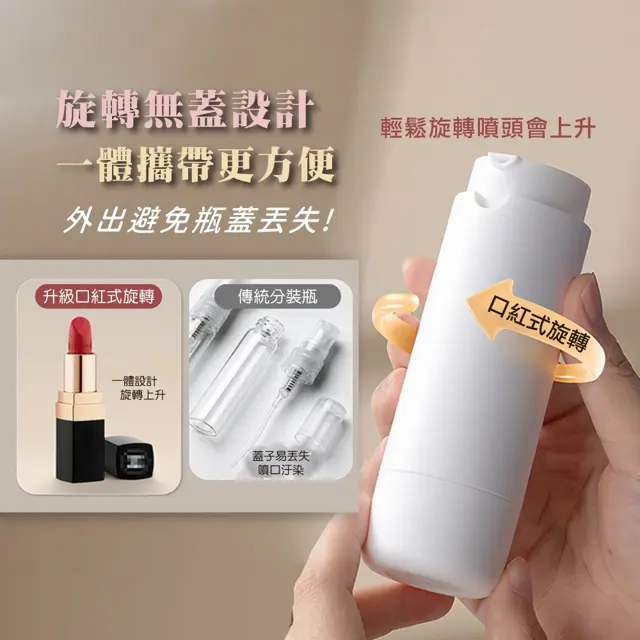 旋轉無蓋設計
一體攜帶更方便
外出避免瓶蓋丟失!
輕鬆旋轉噴頭會上升
口紅式旋轉
升級口紅式旋轉
一體設計
旋轉上升
傳統分裝瓶
蓋子易丟失
噴口汙染